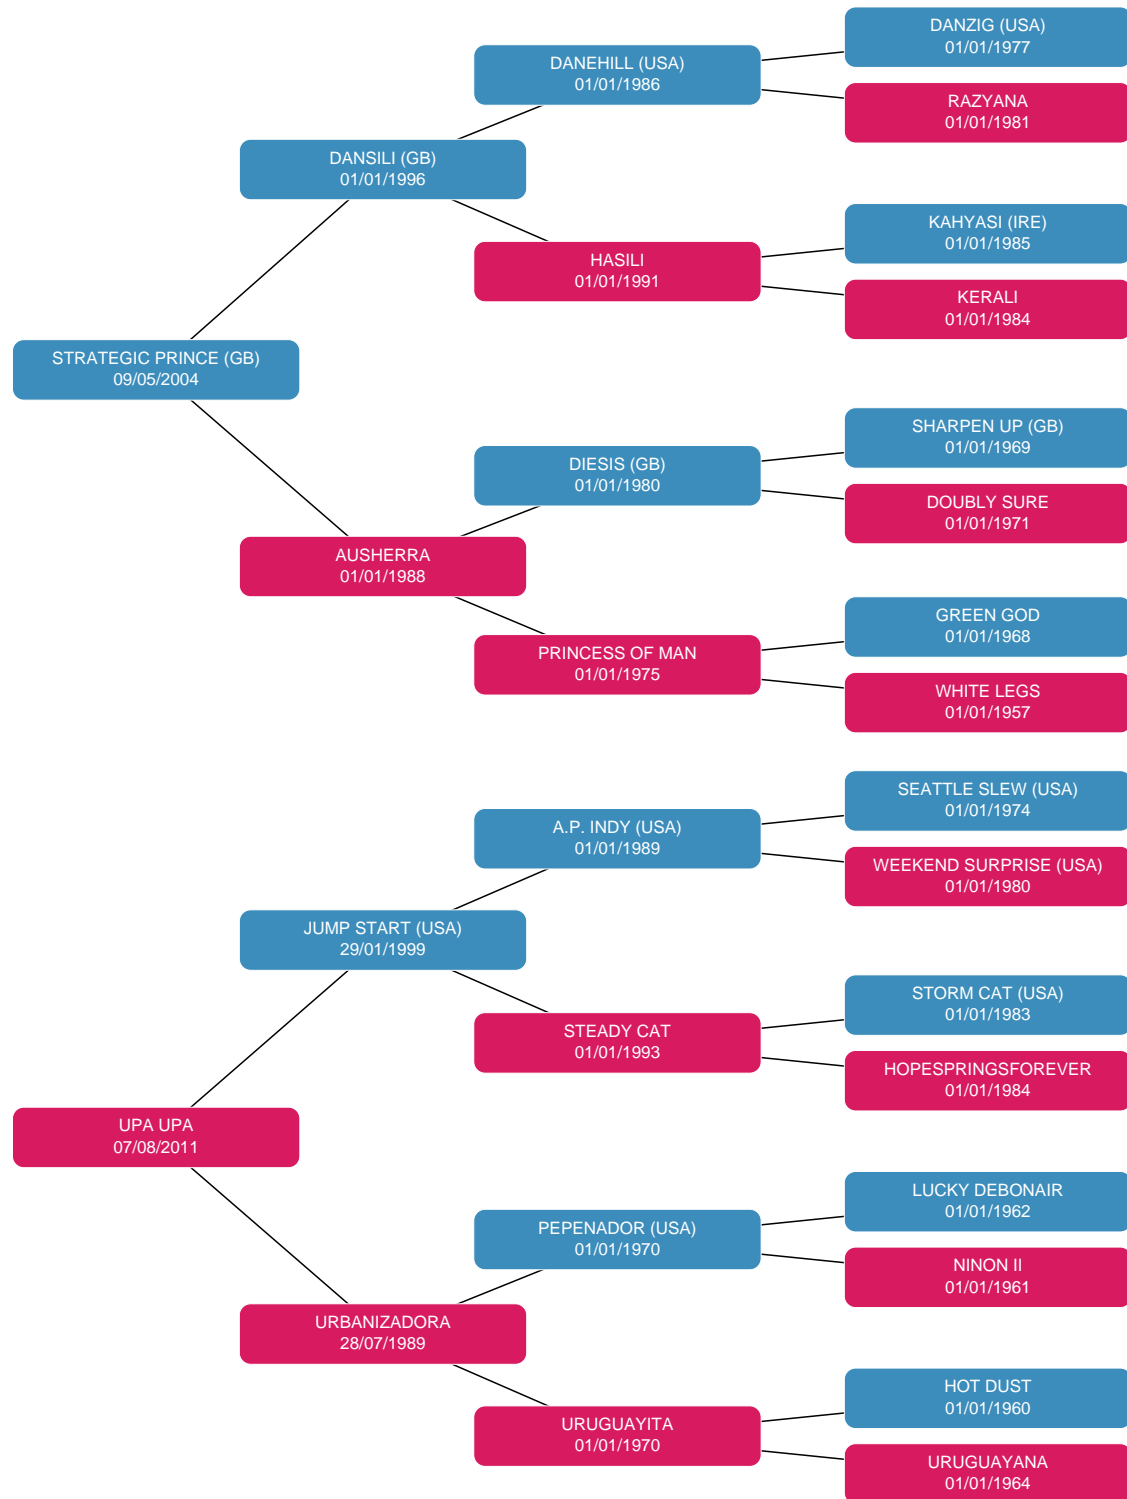 DANZIG (USA)
01/01/1977
DANEHILL (USA)
01/01/1986
RAZYANA
01/01/1981
DANSILI (GB)
01/01/1996
KAHYASI (IRE)
01/01/1985
HASILI
01/01/1991
KERALI
01/01/1984
STRATEGIC PRINCE (GB)
09/05/2004
SHARPEN UP (GB)
01/01/1969
DIESIS (GB)
01/01/1980
DOUBLY SURE
01/01/1971
AUSHERRA
01/01/1988
GREEN GOD
01/01/1968
PRINCESS OF MAN
01/01/1975
WHITE LEGS
01/01/1957
SEATTLE SLEW (USA)
01/01/1974
A.P. INDY (USA)
01/01/1989
WEEKEND SURPRISE (USA)
01/01/1980
JUMP START (USA)
29/01/1999
STORM CAT (USA)
01/01/1983
STEADY CAT
01/01/1993
HOPESPRINGSFOREVER
01/01/1984
UPA UPA
07/08/2011
LUCKY DEBONAIR
01/01/1962
PEPENADOR (USA)
01/01/1970
NINON II
01/01/1961
URBANIZADORA
28/07/1989
HOT DUST
01/01/1960
URUGUAYITA
01/01/1970
URUGUAYANA
01/01/1964